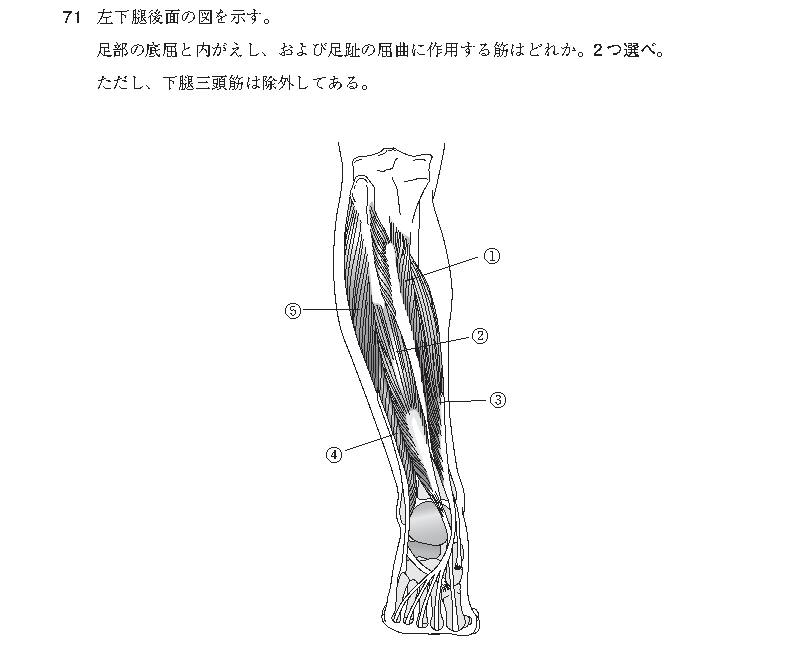 71 左下腿後面の図を示す。
足部の底屈と内がえし、および足趾の屈曲に作用する筋はどれか。2つ選べ。
ただし、下腿三頭筋は除外してある。
①
⑤
②
③
④